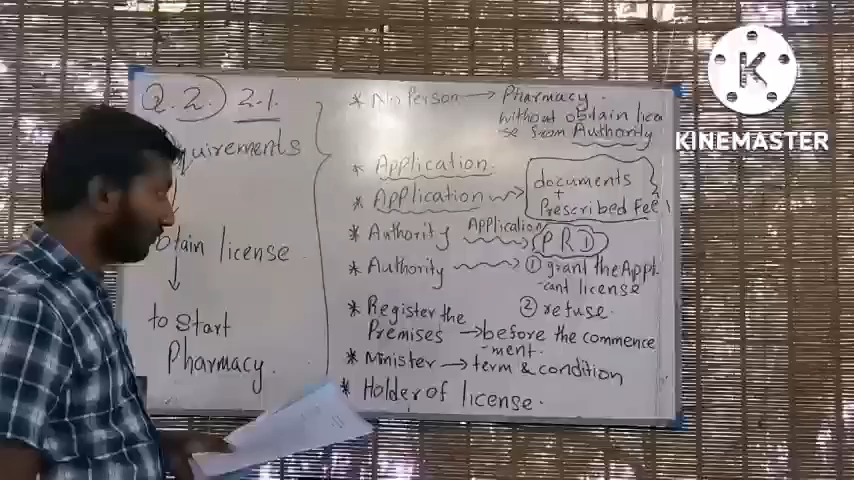 Q.2. 2.1.
quirements
tain license
to start
Pharmacy.
* No Person → Pharmacy.
without obtain lice
se from Authority
* Application.
* Application → documents
+
Prescribed Fee
* Authority Application PRD
* Authority → ① grant the Appl.
-cant license
② refuse.
* Register the
Premises → before the commence
-ment.
* Minister → term & condition
* Holder of license.
K
KINEMASTER